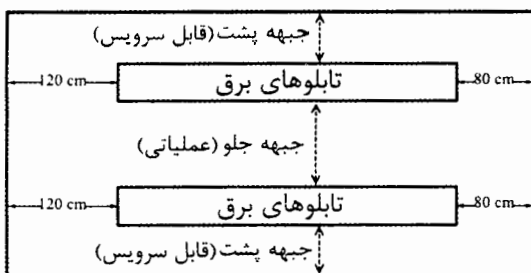 جبهه پشت(قابل سرویس)
120 cm
تابلوهای برق
80 cm
جبهه جلو(عملیاتی)
120 cm
تابلوهای برق
80 cm
جبهه پشت(قابل سرویس)